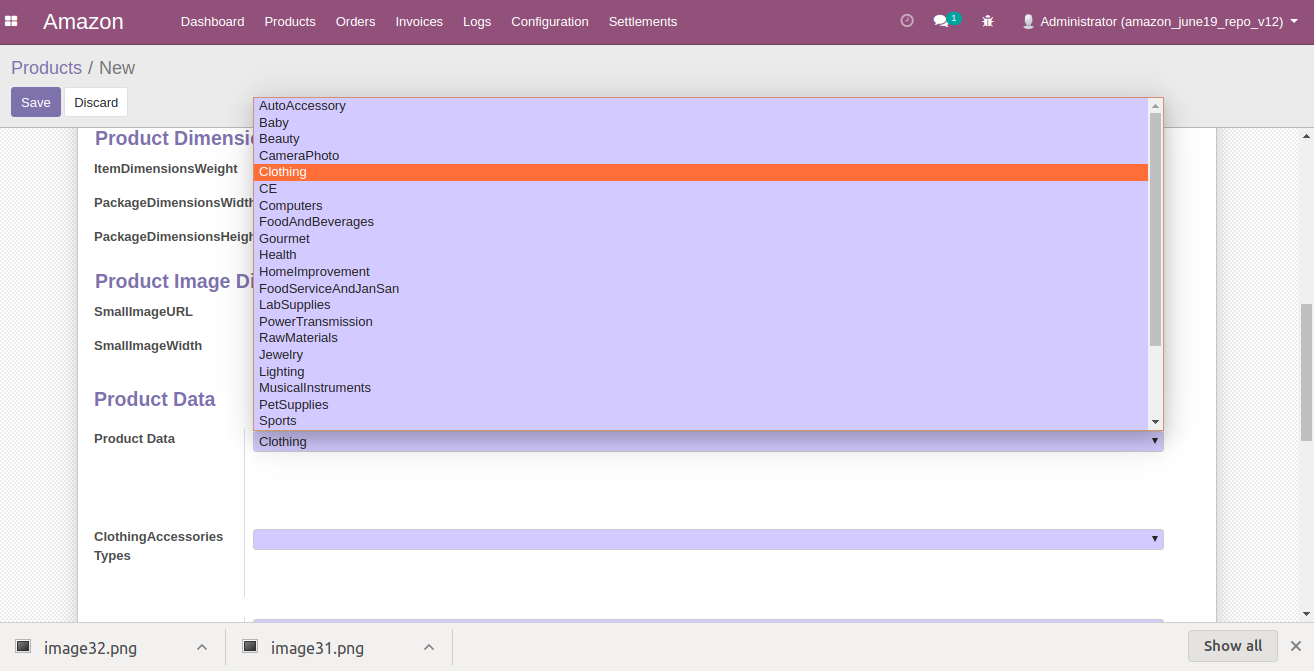 Amazon
Dashboard Products Orders Invoices Logs Configuration Settlements
1
Administrator (amazon_june19_repo_v12)
Products / New
Save Discard
AutoAccessory
Baby
Beauty
CameraPhoto
Clothing
CE
Computers
FoodAndBeverages
Gourmet
Health
HomeImprovement
FoodServiceAndJanSan
LabSupplies
PowerTransmission
RawMaterials
Jewelry
Lighting
MusicalInstruments
PetSupplies
Sports
Product Dimensi
ItemDimensionsWeight
PackageDimensionsWidth
PackageDimensionsHeigh
Product Image Di
SmallImageURL
SmallImageWidth
Product Data
Product Data
Clothing
ClothingAccessories
Types
image32.png
image31.png
Show all